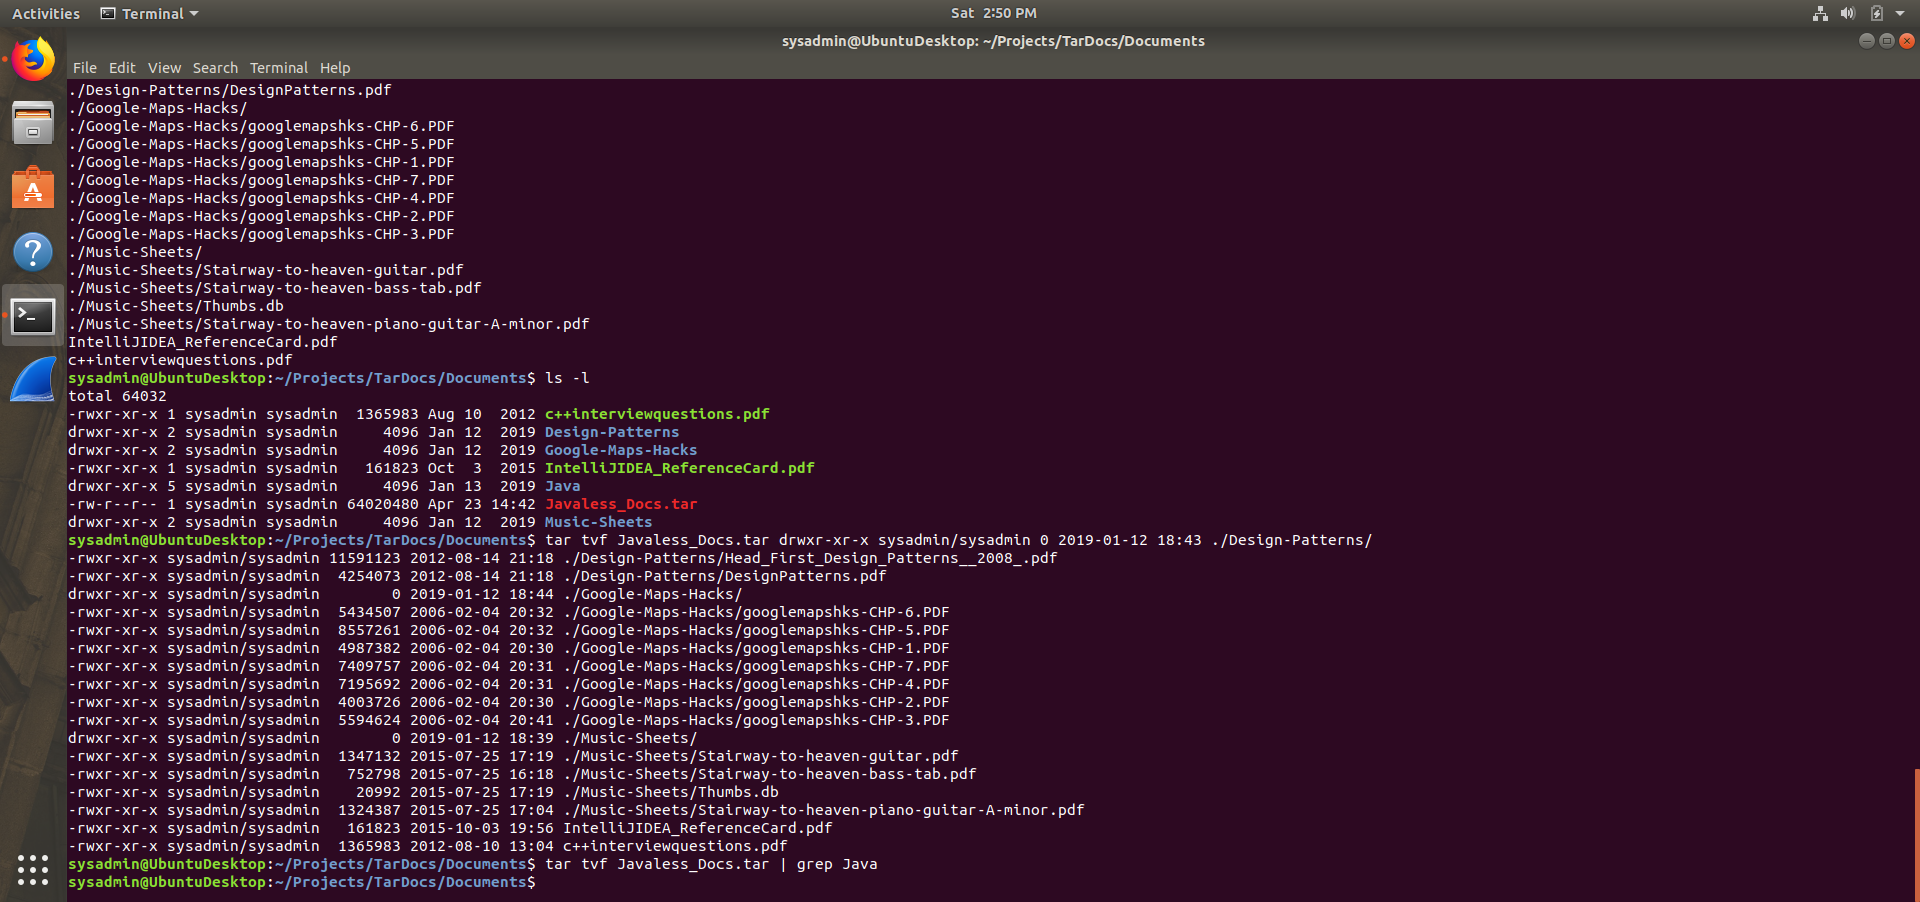 Activities Terminal Sat 2:50 PM
sysadmin@UbuntuDesktop: ~/Projects/TarDocs/Documents
File Edit View Search Terminal Help
./Design-Patterns/DesignPatterns.pdf
./Google-Maps-Hacks/
./Google-Maps-Hacks/googlemapshks-CHP-6.PDF
./Google-Maps-Hacks/googlemapshks-CHP-5.PDF
./Google-Maps-Hacks/googlemapshks-CHP-1.PDF
./Google-Maps-Hacks/googlemapshks-CHP-7.PDF
./Google-Maps-Hacks/googlemapshks-CHP-4.PDF
./Google-Maps-Hacks/googlemapshks-CHP-2.PDF
./Google-Maps-Hacks/googlemapshks-CHP-3.PDF
./Music-Sheets/
./Music-Sheets/Stairway-to-heaven-guitar.pdf
./Music-Sheets/Stairway-to-heaven-bass-tab.pdf
./Music-Sheets/Thumbs.db
./Music-Sheets/Stairway-to-heaven-piano-guitar-A-minor.pdf
IntelliJIDEA_ReferenceCard.pdf
c++interviewquestions.pdf
sysadmin@UbuntuDesktop:~/Projects/TarDocs/Documents$ ls -l
total 64032
-rwxr-xr-x 1 sysadmin sysadmin  1365983 Aug 10  2012 c++interviewquestions.pdf
drwxr-xr-x 2 sysadmin sysadmin     4096 Jan 12  2019 Design-Patterns
drwxr-xr-x 2 sysadmin sysadmin     4096 Jan 12  2019 Google-Maps-Hacks
-rwxr-xr-x 1 sysadmin sysadmin   161823 Oct  3  2015 IntelliJIDEA_ReferenceCard.pdf
drwxr-xr-x 5 sysadmin sysadmin     4096 Jan 13  2019 Java
-rw-r--r-- 1 sysadmin sysadmin 64020480 Apr 23 14:42 Javaless_Docs.tar
drwxr-xr-x 2 sysadmin sysadmin     4096 Jan 12  2019 Music-Sheets
sysadmin@UbuntuDesktop:~/Projects/TarDocs/Documents$ tar tvf Javaless_Docs.tar drwxr-xr-x sysadmin/sysadmin 0 2019-01-12 18:43 ./Design-Patterns/
-rwxr-xr-x sysadmin/sysadmin 11591123 2012-08-14 21:18 ./Design-Patterns/Head_First_Design_Patterns__2008_.pdf
-rwxr-xr-x sysadmin/sysadmin  4254073 2012-08-14 21:18 ./Design-Patterns/DesignPatterns.pdf
drwxr-xr-x sysadmin/sysadmin        0 2019-01-12 18:44 ./Google-Maps-Hacks/
-rwxr-xr-x sysadmin/sysadmin  5434507 2006-02-04 20:32 ./Google-Maps-Hacks/googlemapshks-CHP-6.PDF
-rwxr-xr-x sysadmin/sysadmin  8557261 2006-02-04 20:32 ./Google-Maps-Hacks/googlemapshks-CHP-5.PDF
-rwxr-xr-x sysadmin/sysadmin  4987382 2006-02-04 20:30 ./Google-Maps-Hacks/googlemapshks-CHP-1.PDF
-rwxr-xr-x sysadmin/sysadmin  7409757 2006-02-04 20:31 ./Google-Maps-Hacks/googlemapshks-CHP-7.PDF
-rwxr-xr-x sysadmin/sysadmin  7195692 2006-02-04 20:31 ./Google-Maps-Hacks/googlemapshks-CHP-4.PDF
-rwxr-xr-x sysadmin/sysadmin  4003726 2006-02-04 20:30 ./Google-Maps-Hacks/googlemapshks-CHP-2.PDF
-rwxr-xr-x sysadmin/sysadmin  5594624 2006-02-04 20:41 ./Google-Maps-Hacks/googlemapshks-CHP-3.PDF
drwxr-xr-x sysadmin/sysadmin        0 2019-01-12 18:39 ./Music-Sheets/
-rwxr-xr-x sysadmin/sysadmin  1347132 2015-07-25 17:19 ./Music-Sheets/Stairway-to-heaven-guitar.pdf
-rwxr-xr-x sysadmin/sysadmin   752798 2015-07-25 16:18 ./Music-Sheets/Stairway-to-heaven-bass-tab.pdf
-rwxr-xr-x sysadmin/sysadmin    20992 2015-07-25 17:19 ./Music-Sheets/Thumbs.db
-rwxr-xr-x sysadmin/sysadmin  1324387 2015-07-25 17:04 ./Music-Sheets/Stairway-to-heaven-piano-guitar-A-minor.pdf
-rwxr-xr-x sysadmin/sysadmin   161823 2015-10-03 19:56 IntelliJIDEA_ReferenceCard.pdf
-rwxr-xr-x sysadmin/sysadmin  1365983 2012-08-10 13:04 c++interviewquestions.pdf
sysadmin@UbuntuDesktop:~/Projects/TarDocs/Documents$ tar tvf Javaless_Docs.tar | grep Java
sysadmin@UbuntuDesktop:~/Projects/TarDocs/Documents$